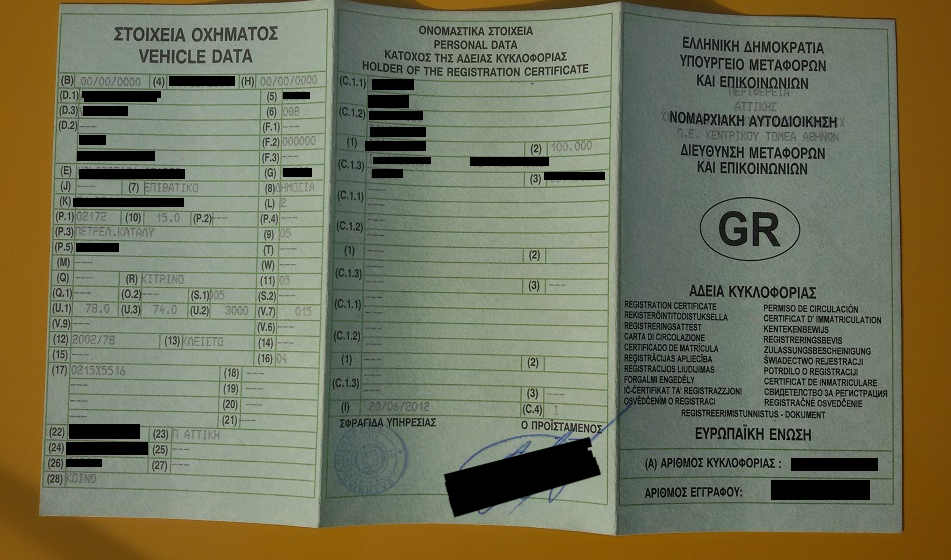 ΣΤΟΙΧΕΙΑ ΟΧΗΜΑΤΟΣ
VEHICLE DATA
(B) 00/00/0000 (4) (H) 00/00/0000
(D.1) (5)
(D.3) (6) 008
(D.2) --- (F.1) ---
(F.2) 000000
(F.3) ---
(E) (G)
(J) --- (7) ΕΠΙΒΑΤΙΚΟ (8) ΔΗΜΟΣΙΑ
(K) (L) 2
(P.1) 02172 (10) 15.0 (P.2) --- (P.4) ---
(P.3) ΠΕΤΡΕΛ.ΚΑΤΑΛΥ (9) 05
(P.5) (T) ---
(M) --- (W) ---
(Q) --- (R) ΚΙΤΡΙΝΟ (11) 05
(Q.1) --- (O.2) --- (S.1) 005 (S.2) ---
(U.1) 78.0 (U.3) 74.0 (U.2) 3000 (V.7) 015
(V.9) --- (V.6) ---
(12) 2002/78 (13) ΚΛΕΙΣΤΟ (14) ---
(15) --- (16) 04
(17) 0215X5516 (18) ---
--- (19) ---
--- (20) ---
--- (21) ---
(22) (23) Π ΑΤΤΙΚΗ
(24) (25) ---
(26) (27) ---
(28) ΚΟΙΝΟ
ΟΝΟΜΑΣΤΙΚΑ ΣΤΟΙΧΕΙΑ
PERSONAL DATA
ΚΑΤΟΧΟΣ ΤΗΣ ΑΔΕΙΑΣ ΚΥΚΛΟΦΟΡΙΑΣ
HOLDER OF THE REGISTRATION CERTIFICATE
(C.1.1)
(C.1.2)
(1) (2) 100.000
(C.1.3)
(3)
(C.1.1) ---
(C.1.2) ---
(1) --- (2)
(C.1.3) ---
--- (3) ---
(C.1.1) ---
(C.1.2) ---
(1) --- (2)
(C.1.3) ---
(3) ---
(I) 20/06/2012 (C.4) 1
ΣΦΡΑΓΙΔΑ ΥΠΗΡΕΣΙΑΣ Ο ΠΡΟΪΣΤΑΜΕΝΟΣ
ΕΛΛΗΝΙΚΗ ΔΗΜΟΚΡΑΤΙΑ
ΥΠΟΥΡΓΕΙΟ ΜΕΤΑΦΟΡΩΝ
ΚΑΙ ΕΠΙΚΟΙΝΩΝΙΩΝ
ΠΕΡΙΦΕΡΕΙΑ
ΑΤΤΙΚΗΣ
ΝΟΜΑΡΧΙΑΚΗ ΑΥΤΟΔΙΟΙΚΗΣΗ
Π.Ε. ΚΕΝΤΡΙΚΟΥ ΤΟΜΕΑ ΑΘΗΝΩΝ
ΔΙΕΥΘΥΝΣΗ ΜΕΤΑΦΟΡΩΝ
ΚΑΙ ΕΠΙΚΟΙΝΩΝΙΩΝ
GR
ΑΔΕΙΑ ΚΥΚΛΟΦΟΡΙΑΣ
REGISTRATION CERTIFICATE PERMISO DE CIRCULACIÓN
REKISTERÖINTITODISTUKSELLA CERTIFICAT D' IMMATRICULATION
REGISTRERINGSATTEST KENTEKENBEWIJS
CARTA DI CIRCOLAZIONE REGISTRERINGSBEVIS
CERTIFICADO DE MATRÍCULA ZULASSUNGSBESCHEINIGUNG
REGISTRĀCIJAS APLIECĪBA ŚWIADECTWO REJESTRACJI
REGISTRACIJOS LIUDIJIMAS POTRDILO O REGISTRACIJI
FORGALMI ENGEDÉLY CERTIFICAT DE INMATRICULARE
IĊ-ĊERTIFIKAT TA' REĠISTRAZZJONI СВИДЕТЕЛСТВО ЗА РЕГИСТРАЦИЯ
OSVĚDČENÍM O REGISTRACI REGISTRAČNÉ OSVEDČENIE
REGISTREERIMISTUNNISTUS - DOKUMENT
ΕΥΡΩΠΑΪΚΗ ΕΝΩΣΗ
(A) ΑΡΙΘΜΟΣ ΚΥΚΛΟΦΟΡΙΑΣ :
ΑΡΙΘΜΟΣ ΕΓΓΡΑΦΟΥ: